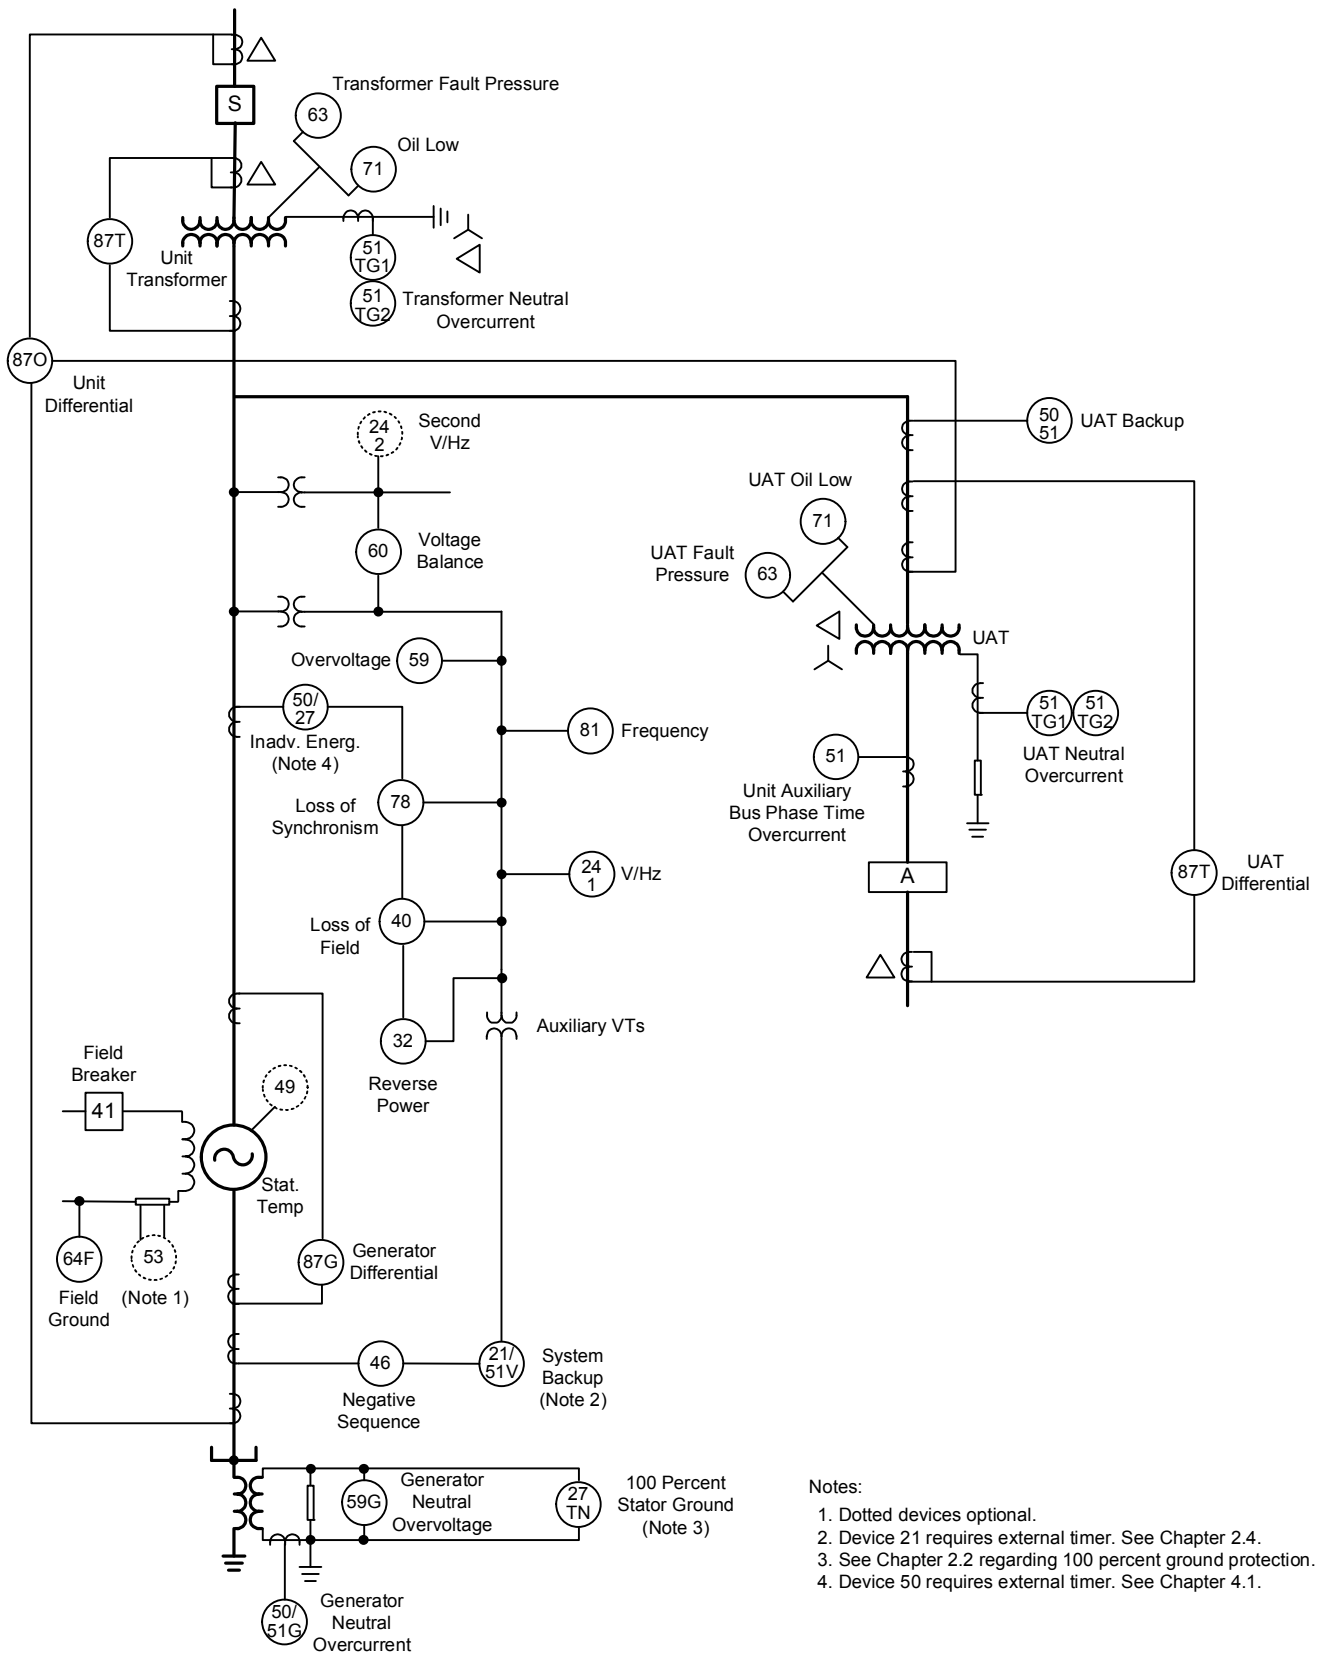 S
Transformer Fault Pressure
63
Oil Low
71
87T
Unit
Transformer
51
TG1
51
TG2
Transformer Neutral
Overcurrent
87O
Unit
Differential
24
2
Second
V/Hz
50
51
UAT Backup
UAT Oil Low
71
60
Voltage
Balance
UAT Fault
Pressure
63
UAT
Overvoltage
59
50/
27
Inadv. Energ.
(Note 4)
81
Frequency
51
TG1
51
TG2
UAT Neutral
Overcurrent
51
Unit Auxiliary
Bus Phase Time
Overcurrent
Loss of
Synchronism
78
24
1
V/Hz
A
87T
UAT
Differential
Loss of
Field
40
32
Reverse
Power
Auxiliary VTs
Field
Breaker
41
49
Stat.
Temp
64F
Field
Ground
53
(Note 1)
87G
Generator
Differential
46
Negative
Sequence
21/
51V
System
Backup
(Note 2)
59G
Generator
Neutral
Overvoltage
27
TN
100 Percent
Stator Ground
(Note 3)
50/
51G
Generator
Neutral
Overcurrent
Notes:
1. Dotted devices optional.
2. Device 21 requires external timer. See Chapter 2.4.
3. See Chapter 2.2 regarding 100 percent ground protection.
4. Device 50 requires external timer. See Chapter 4.1.